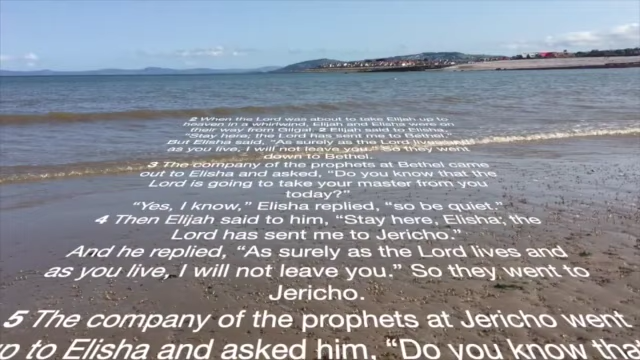 2 When the Lord was about to take Elijah up to
heaven in a whirlwind, Elijah and Elisha were on
their way from Gilgal. 2 Elijah said to Elisha,
"Stay here; the Lord has sent me to Bethel."
But Elisha said, "As surely as the Lord lives and
as you live, I will not leave you." So they went
down to Bethel.
3 The company of the prophets at Bethel came
out to Elisha and asked, "Do you know that the
Lord is going to take your master from you
today?"
"Yes, I know," Elisha replied, "so be quiet."
4 Then Elijah said to him, "Stay here, Elisha; the
Lord has sent me to Jericho."
And he replied, "As surely as the Lord lives and
as you live, I will not leave you." So they went to
Jericho.
5 The company of the prophets at Jericho went
up to Elisha and asked him, "Do you know that